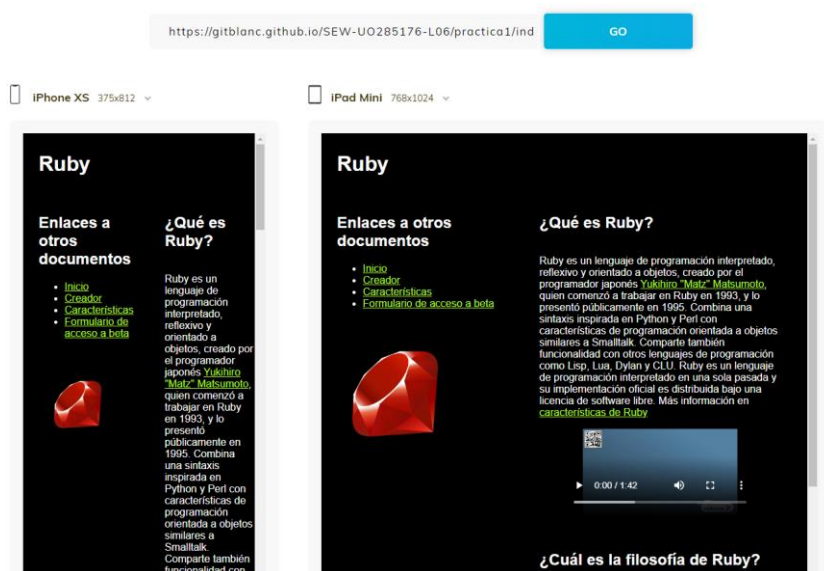 https://gitblanc.github.io/SEW-UO285176-L06/practica1/ind
GO
iPhone XS 375x812
Ruby
Enlaces a
otros
documentos
Inicio
Creador
Características
Formulario de
acceso a beta
¿Qué es
Ruby?
Ruby es un
lenguaje de
programación
interpretado,
reflexivo y
orientado a
objetos, creado por
el programador
japonés Yukihiro
"Matz" Matsumoto,
quien comenzó a
trabajar en Ruby
en 1993, y lo
presentó
públicamente en
1995. Combina
una sintaxis
inspirada en
Python y Perl con
características de
programación
orientada a objetos
similares a
Smalltalk.
Comparte también
funcionalidad con
iPad Mini 768x1024
Ruby
Enlaces a otros
documentos
Inicio
Creador
Características
Formulario de acceso a beta
¿Qué es Ruby?
Ruby es un lenguaje de programación interpretado,
reflexivo y orientado a objetos, creado por el
programador japonés Yukihiro "Matz" Matsumoto,
quien comenzó a trabajar en Ruby en 1993, y lo
presentó públicamente en 1995. Combina una
sintaxis inspirada en Python y Perl con
características de programación orientada a objetos
similares a Smalltalk. Comparte también
funcionalidad con otros lenguajes de programación
como Lisp, Lua, Dylan y CLU. Ruby es un lenguaje
de programación interpretado en una sola pasada y
su implementación oficial es distribuida bajo una
licencia de software libre. Más información en
características de Ruby
0:00 / 1:42
¿Cuál es la filosofía de Ruby?